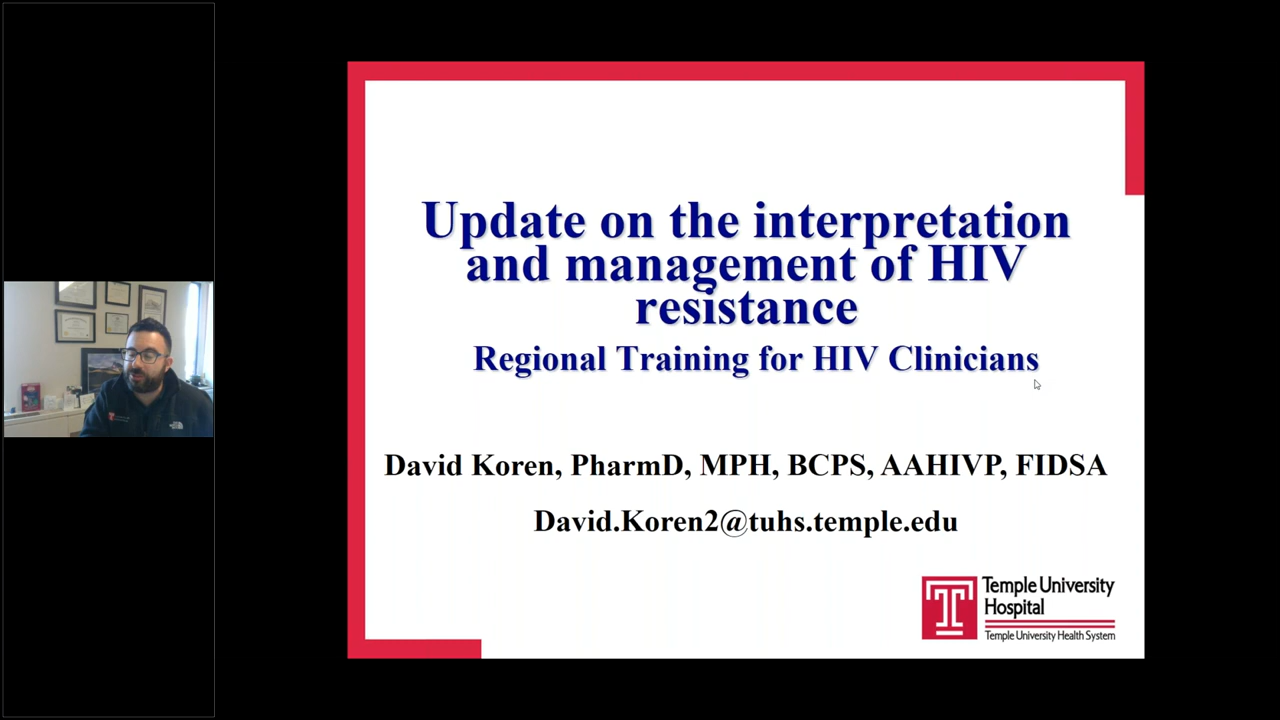 Update on the interpretation
and management of HIV
resistance
Regional Training for HIV Clinicians
David Koren, PharmD, MPH, BCPS, AAHIVP, FIDSA
David.Koren2@tuhs.temple.edu
Temple University
Hospital
Temple University Health System